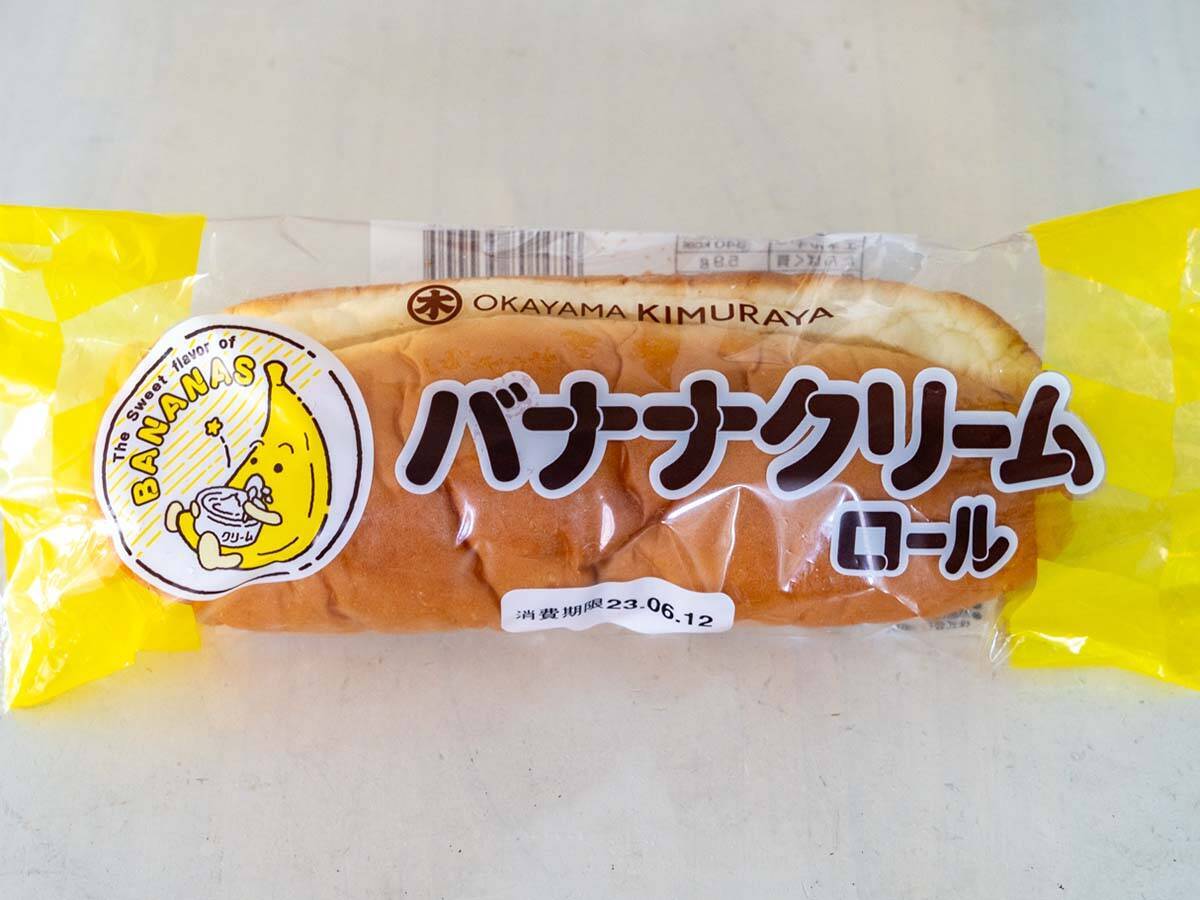 木 OKAYAMA KIMURAYA
The Sweet flavor of
BANANAS
クリーム
バナナクリーム
ロール
消費期限23.06.12